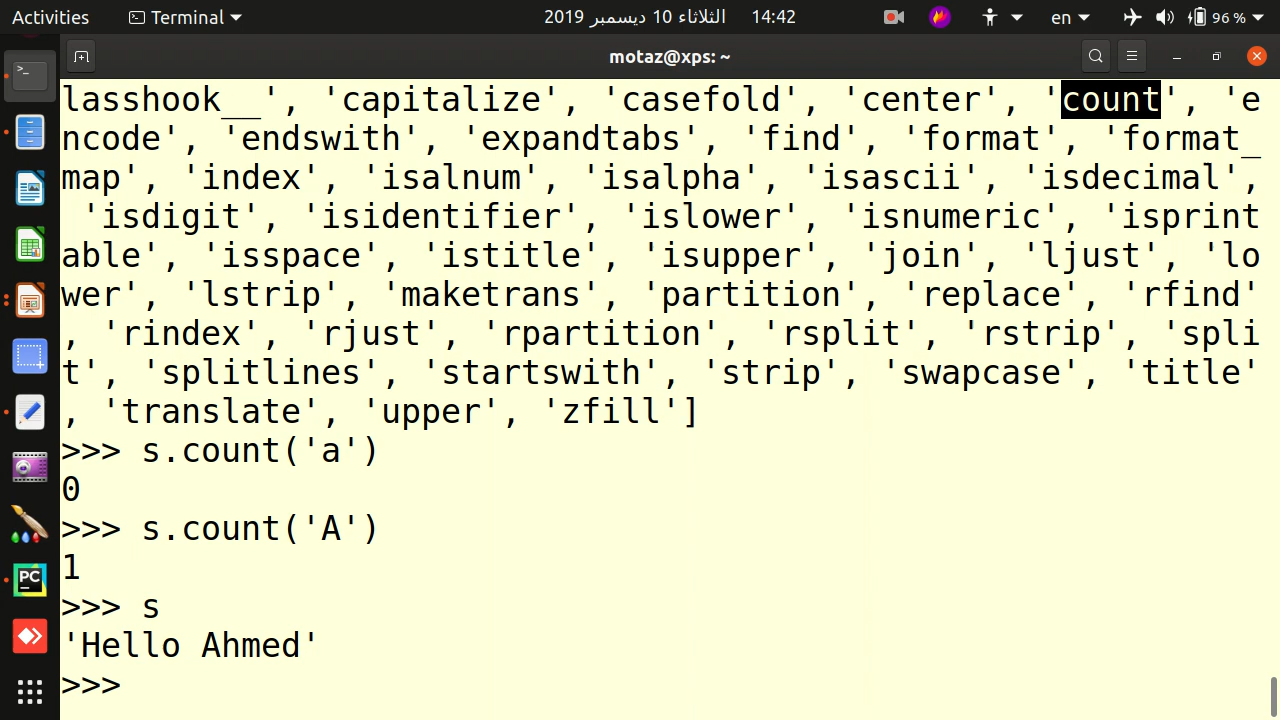 Activities
Terminal
الثلاثاء 10 ديسمبر 2019 14:42
en
96 %
motaz@xps: ~
lasshook__', 'capitalize', 'casefold', 'center', 'count', 'e
ncode', 'endswith', 'expandtabs', 'find', 'format', 'format_
map', 'index', 'isalnum', 'isalpha', 'isascii', 'isdecimal',
 'isdigit', 'isidentifier', 'islower', 'isnumeric', 'isprint
able', 'isspace', 'istitle', 'isupper', 'join', 'ljust', 'lo
wer', 'lstrip', 'maketrans', 'partition', 'replace', 'rfind'
, 'rindex', 'rjust', 'rpartition', 'rsplit', 'rstrip', 'spli
t', 'splitlines', 'startswith', 'strip', 'swapcase', 'title'
, 'translate', 'upper', 'zfill']
>>> s.count('a')
0
>>> s.count('A')
1
>>> s
'Hello Ahmed'
>>>
PC